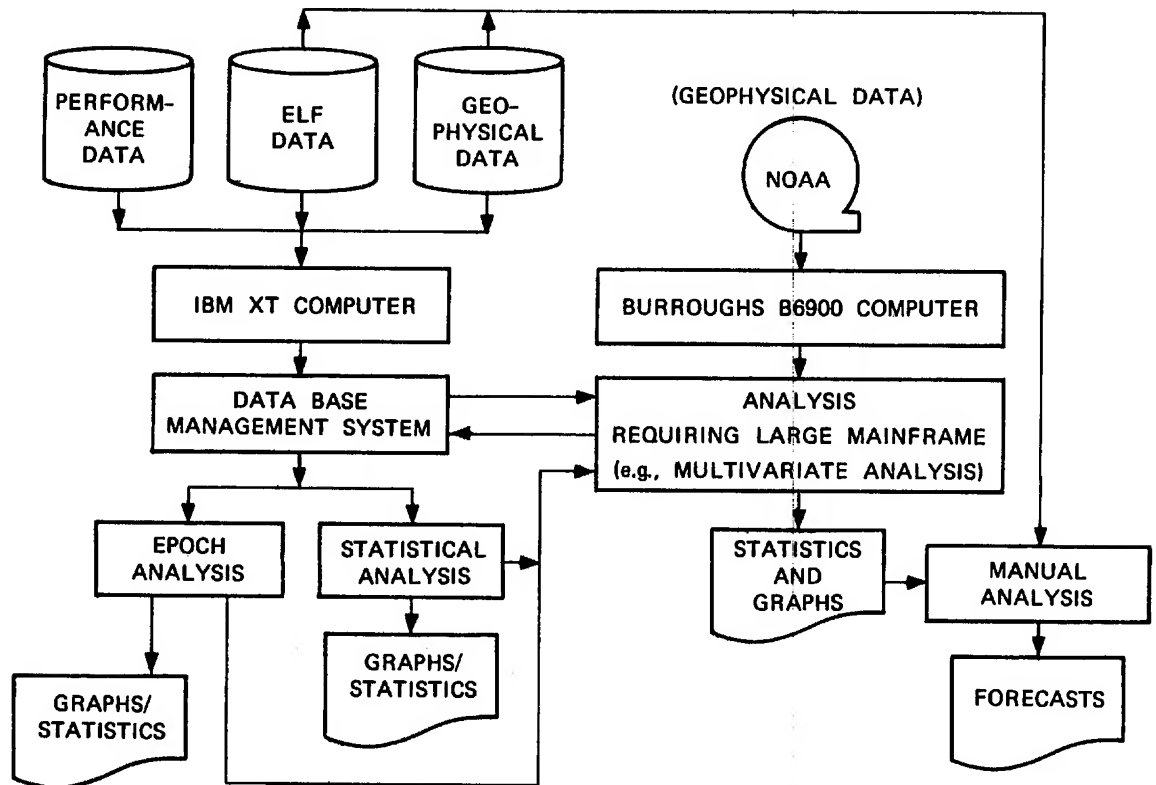 PERFORM-
ANCE
DATA
ELF
DATA
GEO-
PHYSICAL
DATA
(GEOPHYSICAL DATA)
NOAA
IBM XT COMPUTER
BURROUGHS B6900 COMPUTER
DATA BASE
MANAGEMENT SYSTEM
ANALYSIS
REQUIRING LARGE MAINFRAME
(e.g., MULTIVARIATE ANALYSIS)
EPOCH
ANALYSIS
STATISTICAL
ANALYSIS
STATISTICS
AND
GRAPHS
MANUAL
ANALYSIS
GRAPHS/
STATISTICS
GRAPHS/
STATISTICS
FORECASTS